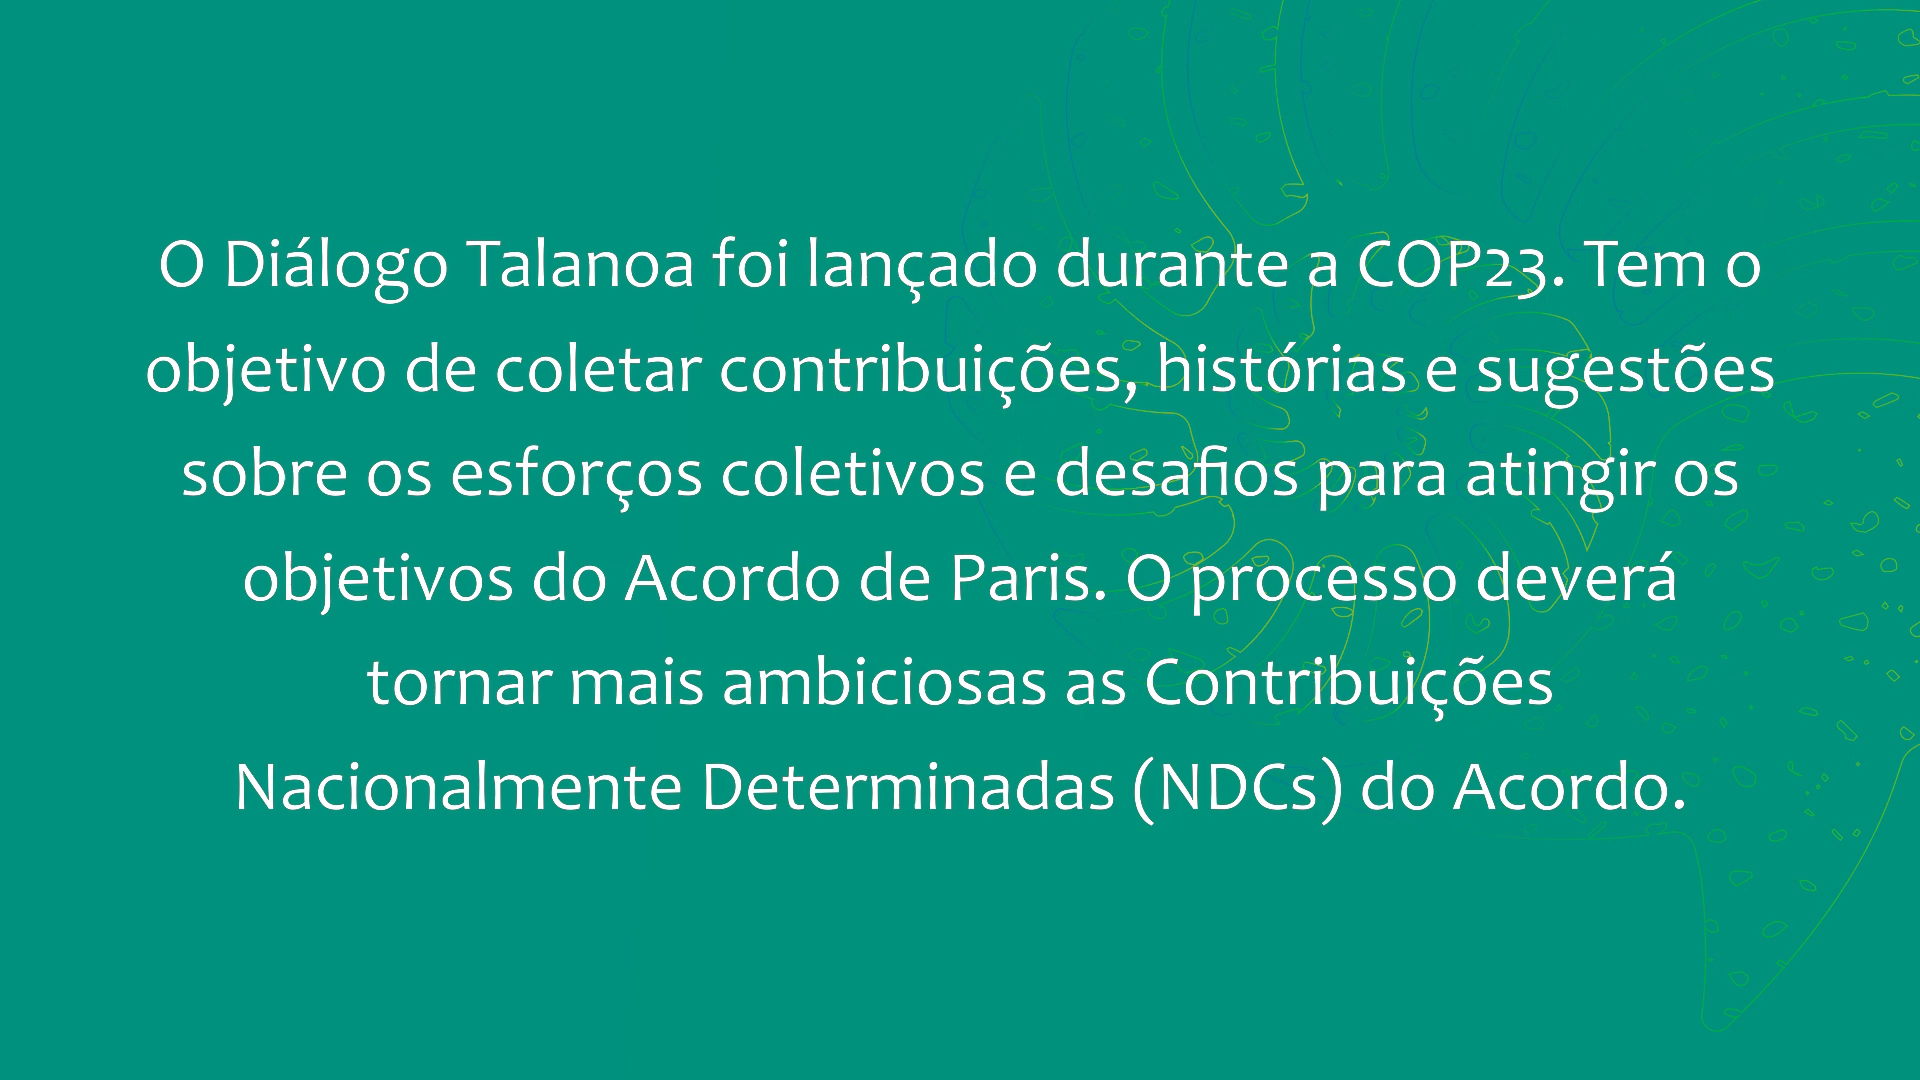 O Diálogo Talanoa foi lançado durante a COP23. Tem o
objetivo de coletar contribuições, histórias e sugestões
sobre os esforços coletivos e desafios para atingir os
objetivos do Acordo de Paris. O processo deverá
tornar mais ambiciosas as Contribuições
Nacionalmente Determinadas (NDCs) do Acordo.